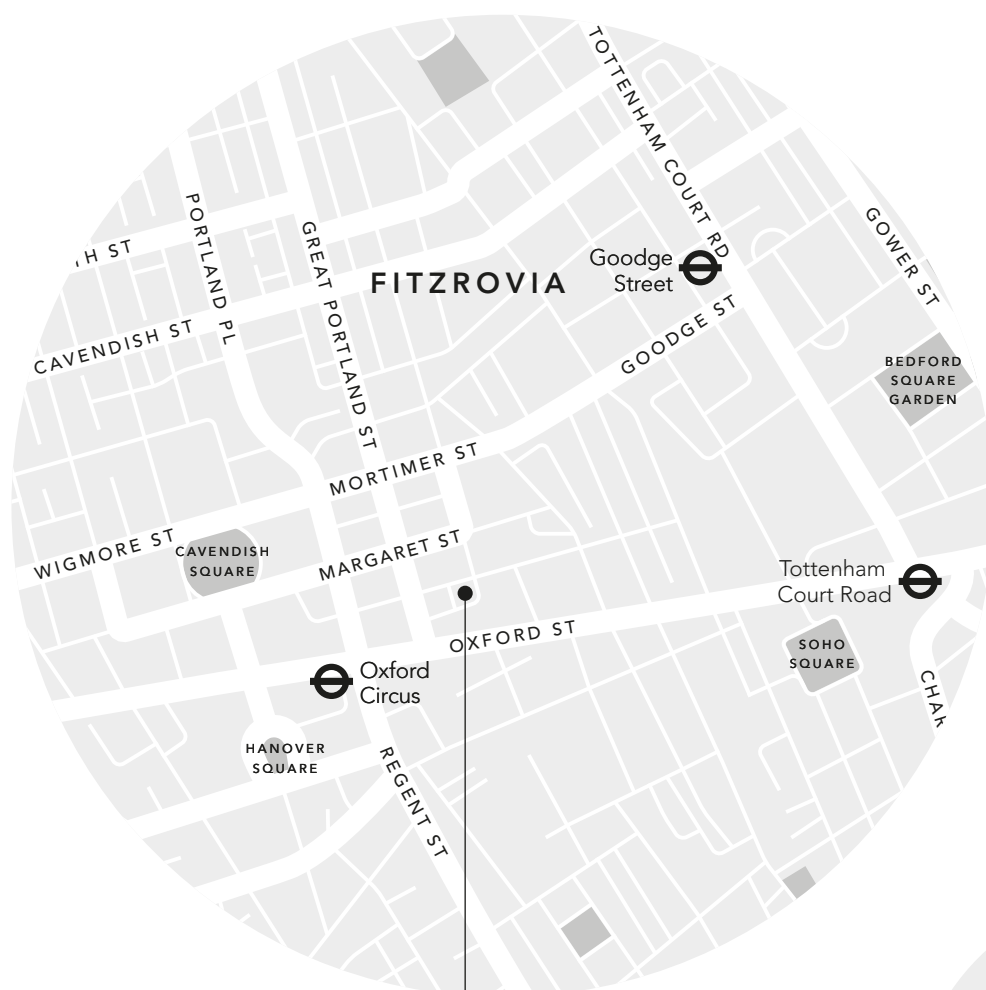 TOTTENHAM COURT RD
PORTLAND PL
GREAT PORTLAND ST
GOWER ST
H ST
Goodge
Street
FITZROVIA
CAVENDISH ST
GOODGE ST
BEDFORD
SQUARE
GARDEN
MORTIMER ST
WIGMORE ST
CAVENDISH
SQUARE
MARGARET ST
Tottenham
Court Road
OXFORD ST
SOHO
SQUARE
Oxford
Circus
CHA
HANOVER
SQUARE
REGENT ST